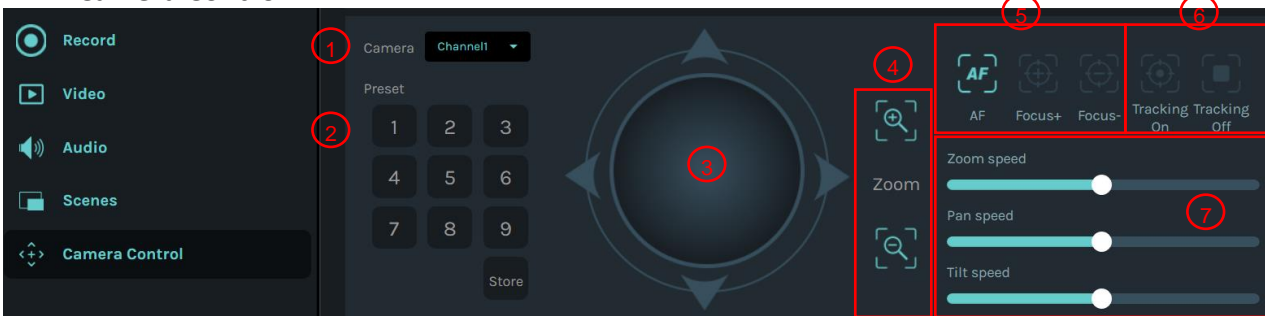 Record
Video
Audio
Scenes
Camera Control
1
Camera
Channel1
Preset
2
1 2 3
4 5 6
7 8 9
Store
3
4
Zoom
5
AF
AF
Focus+
Focus-
6
Tracking On
Tracking Off
Zoom speed
7
Pan speed
Tilt speed